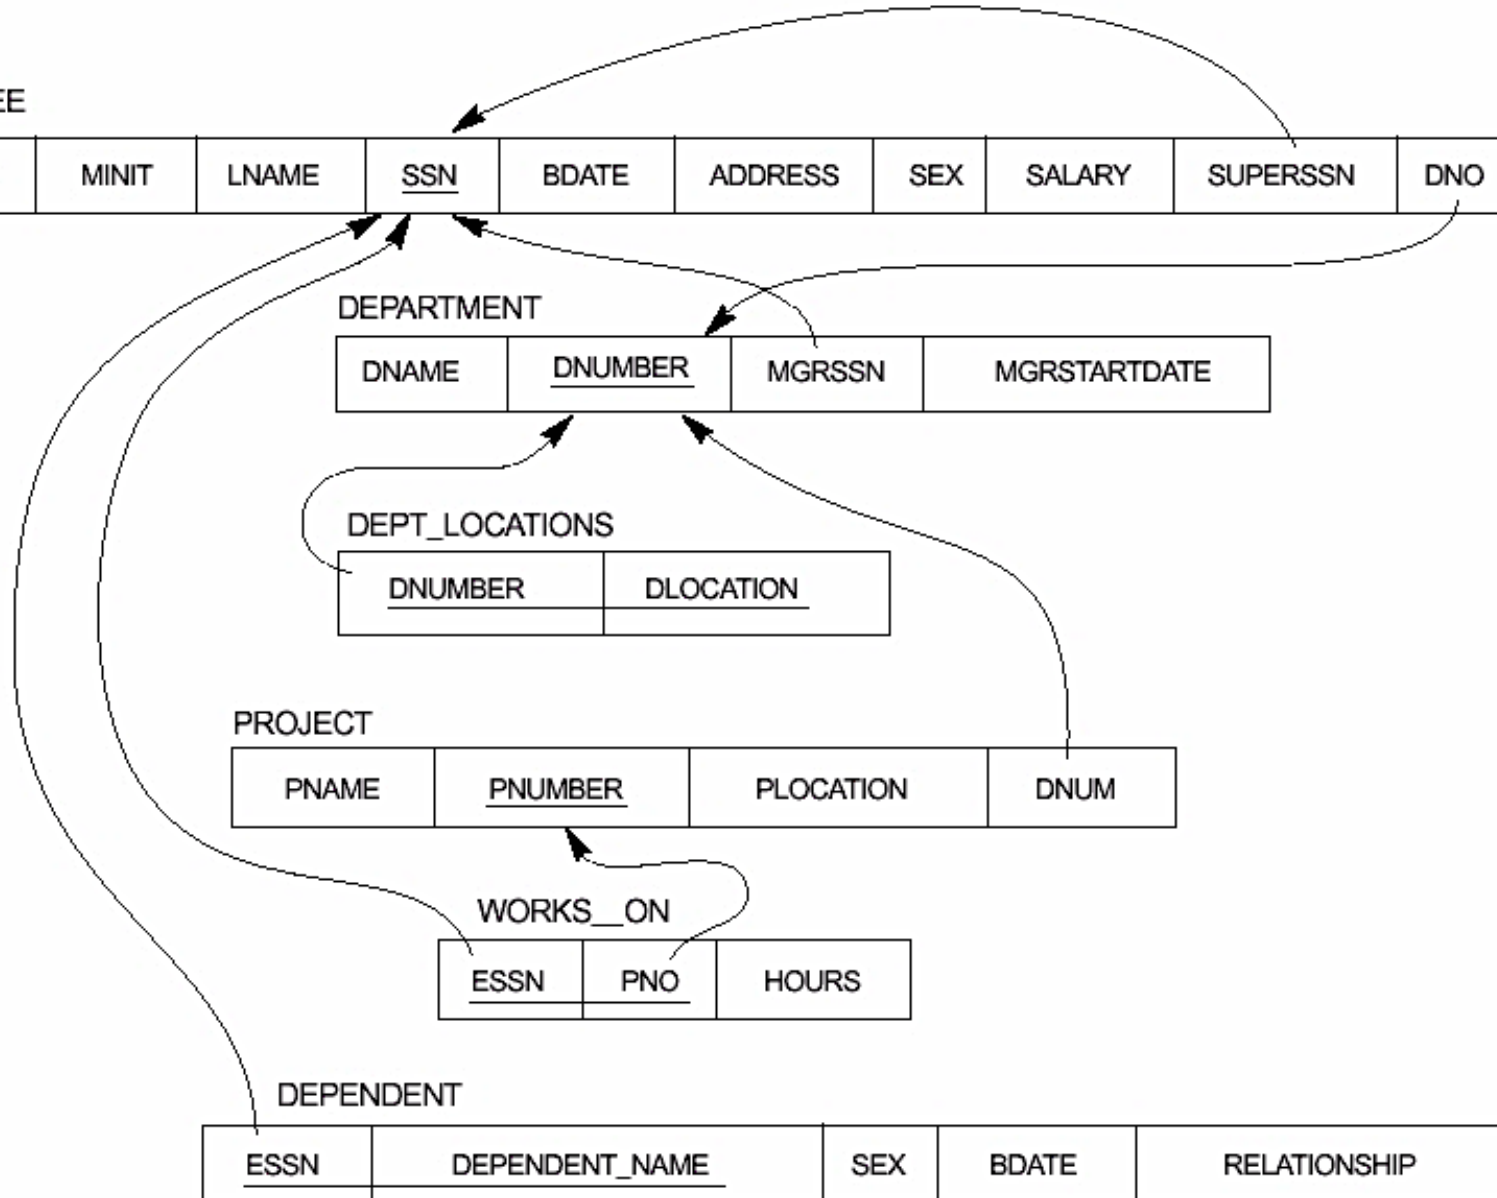 EE
MINIT LNAME SSN BDATE ADDRESS SEX SALARY SUPERSSN DNO
DEPARTMENT
DNAME DNUMBER MGRSSN MGRSTARTDATE
DEPT_LOCATIONS
DNUMBER DLOCATION
PROJECT
PNAME PNUMBER PLOCATION DNUM
WORKS__ON
ESSN PNO HOURS
DEPENDENT
ESSN DEPENDENT_NAME SEX BDATE RELATIONSHIP